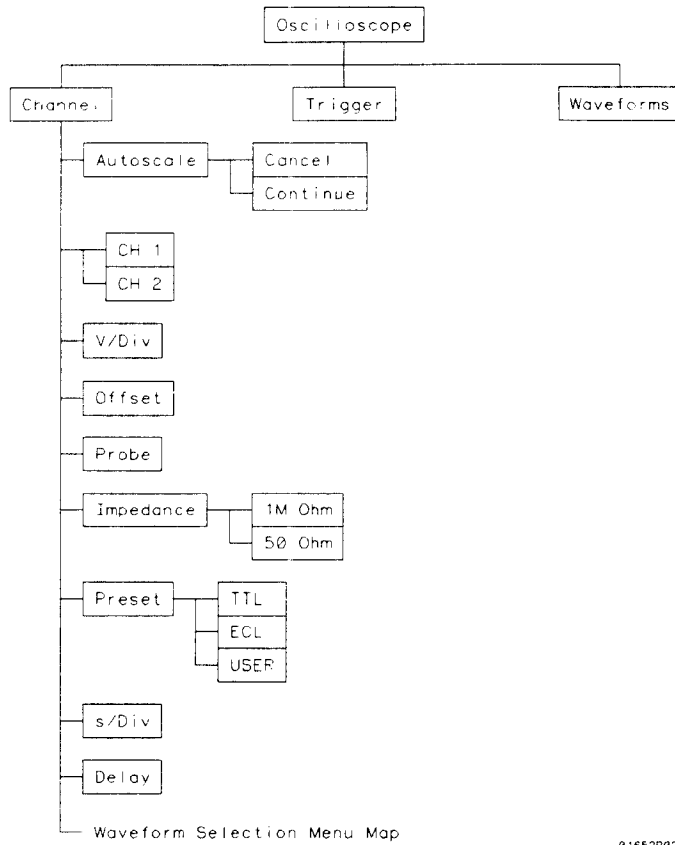 Oscilloscope
Channel
Trigger
Waveforms
Autoscale
Cancel
Continue
CH 1
CH 2
V/Div
Offset
Probe
Impedance
1M Ohm
50 Ohm
Preset
TTL
ECL
USER
s/Div
Delay
Waveform Selection Menu Map